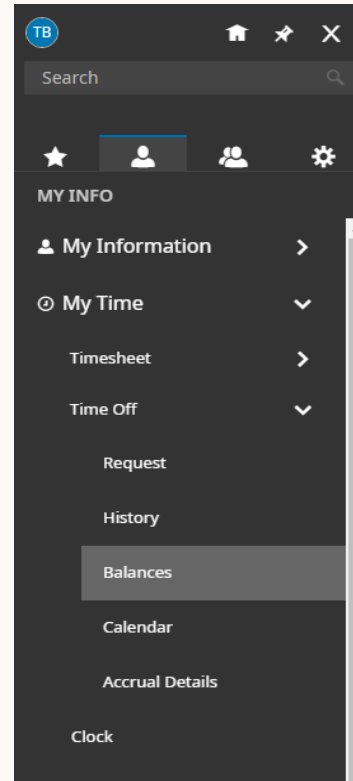 TB
Search
MY INFO
My Information
My Time
Timesheet
Time Off
Request
History
Balances
Calendar
Accrual Details
Clock